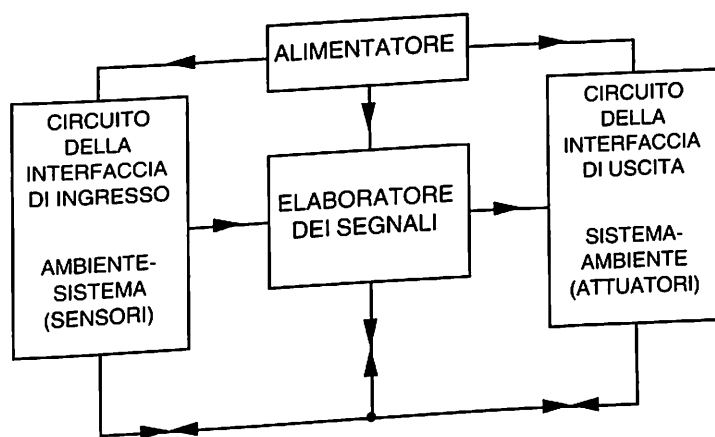 ALIMENTATORE
CIRCUITO
DELLA
INTERFACCIA
DI INGRESSO
AMBIENTE-
SISTEMA
(SENSORI)
ELABORATORE
DEI SEGNALI
CIRCUITO
DELLA
INTERFACCIA
DI USCITA
SISTEMA-
AMBIENTE
(ATTUATORI)